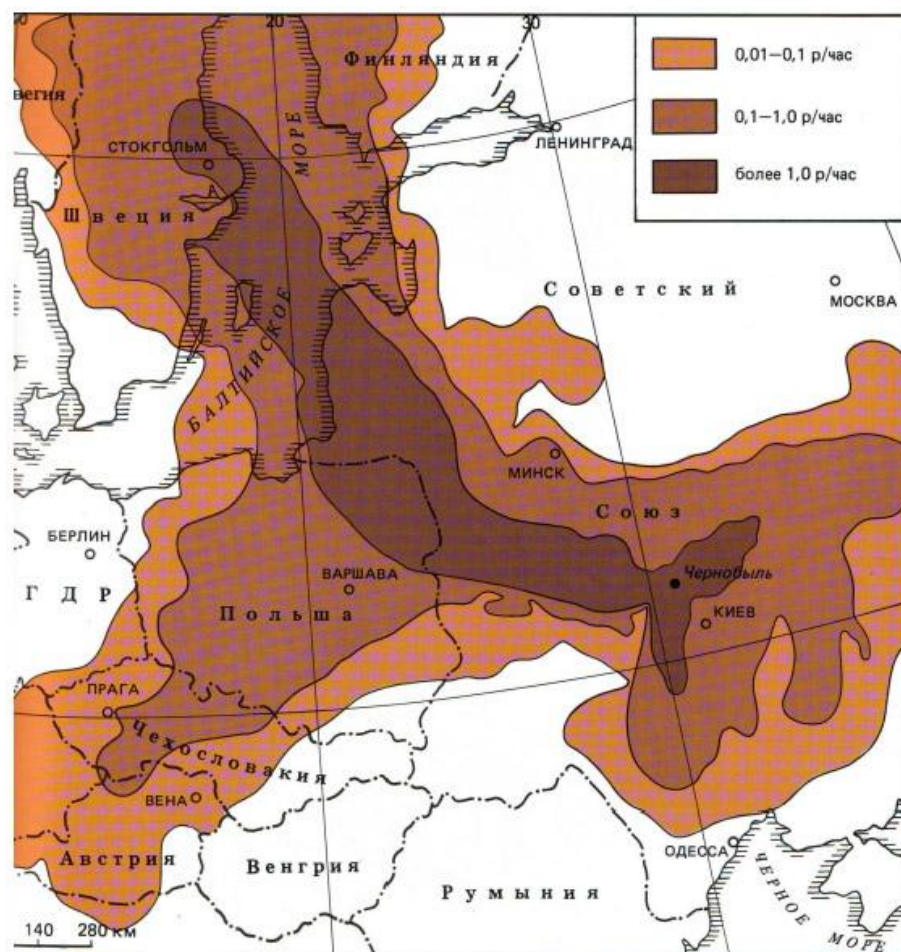 20
30
Финляндия
0,01—0,1 р/час
вегия
0,1—1,0 р/час
МОРЕ
ЛЕНИНГРАД
СТОКГОЛЬМ
более 1,0 р/час
Швеция
Советский
МОСКВА
БАЛТИЙСКОЕ
МИНСК
Союз
БЕРЛИН
ВАРШАВА
Чернобыль
ГДР
Польша
КИЕВ
ПРАГА
Чехословакия
ВЕНА
ОДЕССА
Австрия
Венгрия
Румыния
ЧЕРНОЕ МОРЕ
140 280 км